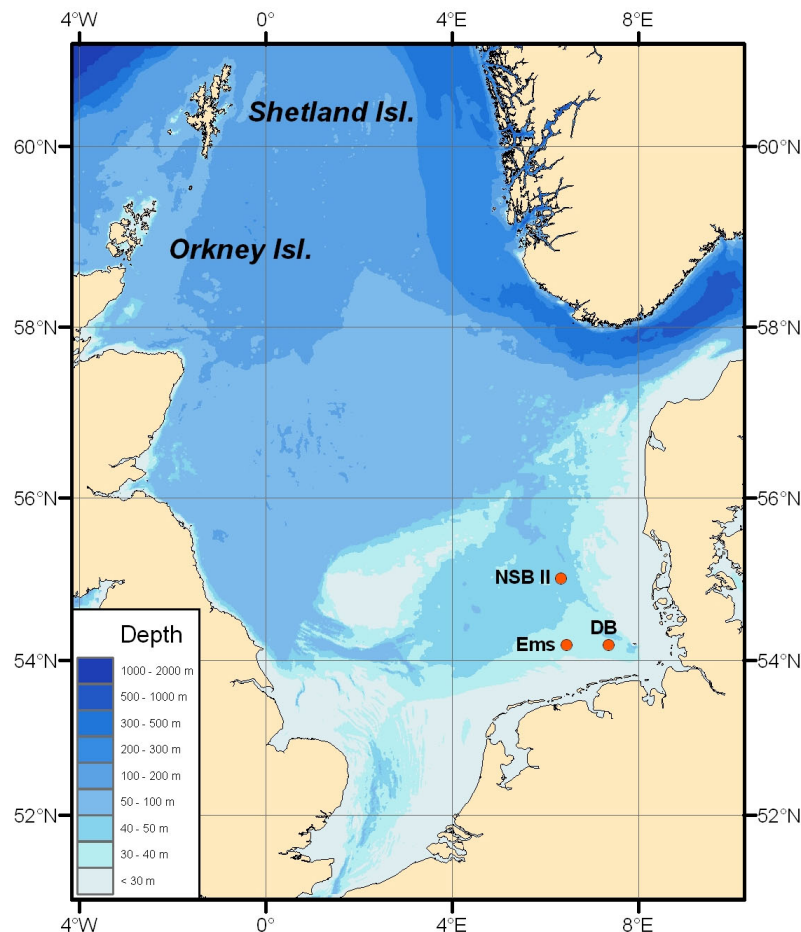 4°W 0° 4°E 8°E
Shetland Isl.
60°N 60°N
Orkney Isl.
58°N 58°N
56°N 56°N
NSB II
DB
Ems
54°N 54°N
52°N 52°N
Depth
1000 - 2000 m
500 - 1000 m
300 - 500 m
200 - 300 m
100 - 200 m
50 - 100 m
40 - 50 m
30 - 40 m
< 30 m
4°W 0° 4°E 8°E